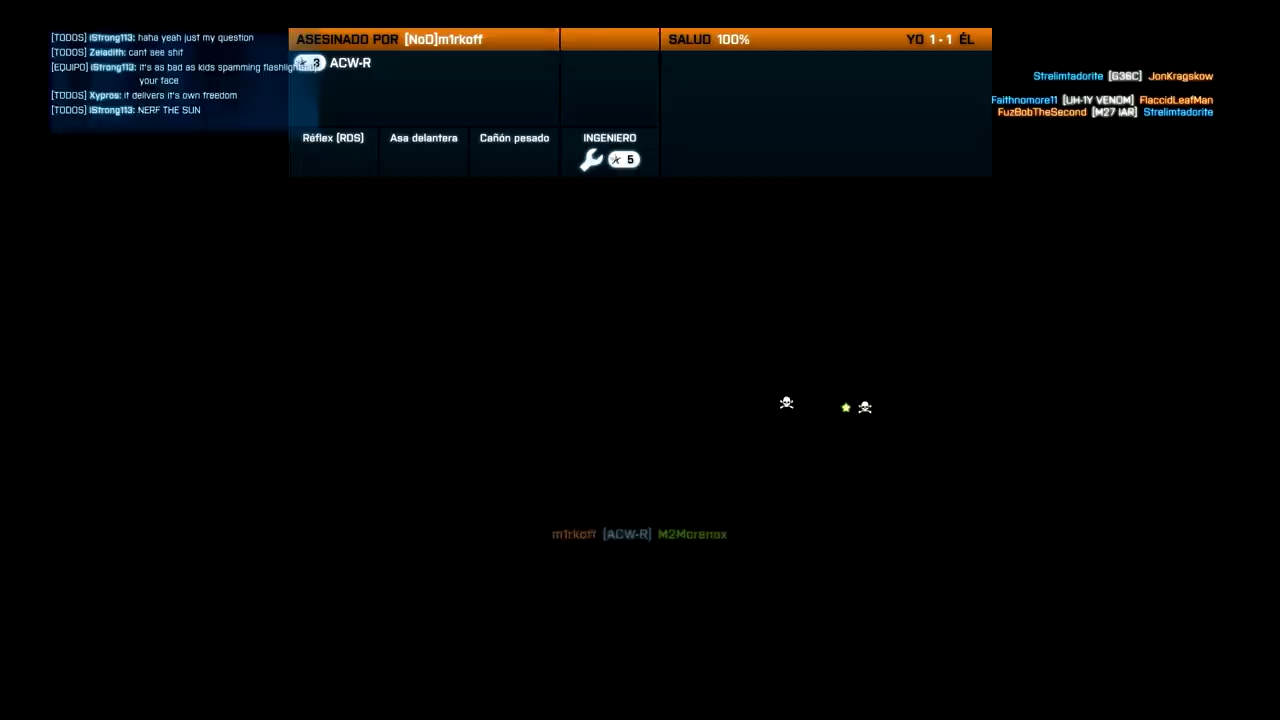 [TODOS] iStrong113: haha yeah just my question
[TODOS] Zeiadith: cant see shit
[EQUIPO] iStrong113: it's as bad as kids spamming flashlights in
your face
[TODOS] Xypros: it delivers it's own freedom
[TODOS] iStrong113: NERF THE SUN
ASESINADO POR [NoD]m1rkoff
SALUD 100%
YO 1 - 1 ÉL
3 ACW-R
Réflex (RDS)
Asa delantera
Cañón pesado
INGENIERO
5
Strelimtadorite [G36C] JonKragskow
Faithnomore11 [UH-1Y VENOM] FlaccidLeafMan
FuzBobTheSecond [M27 IAR] Strelimtadorite
m1rkoff [ACW-R] M2Morenox